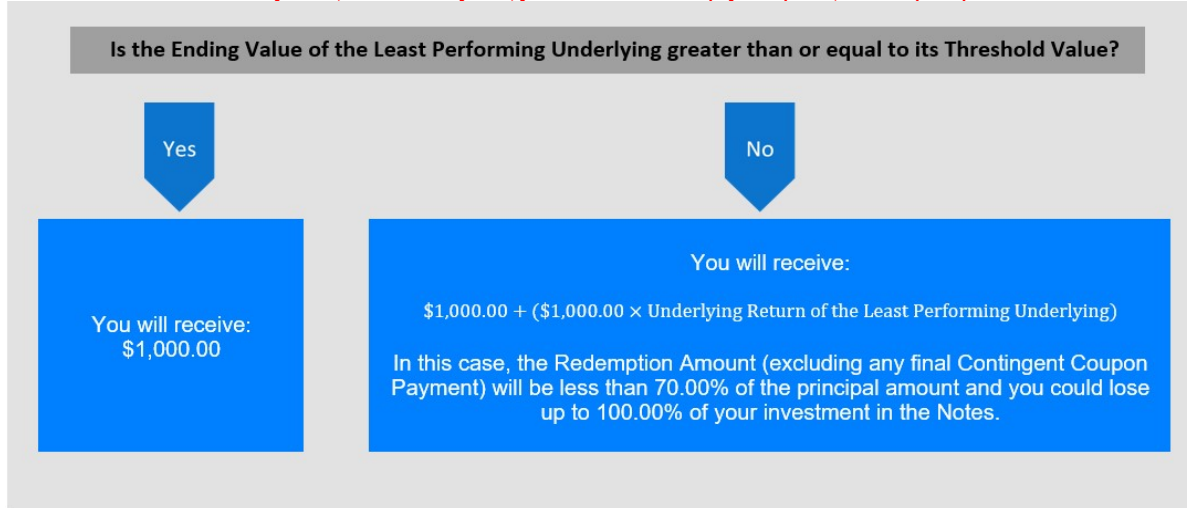 Is the Ending Value of the Least Performing Underlying greater than or equal to its Threshold Value?
Yes
No
You will receive:
$1,000.00
You will receive:
$1,000.00 + ($1,000.00 × Underlying Return of the Least Performing Underlying)
In this case, the Redemption Amount (excluding any final Contingent Coupon
Payment) will be less than 70.00% of the principal amount and you could lose
up to 100.00% of your investment in the Notes.